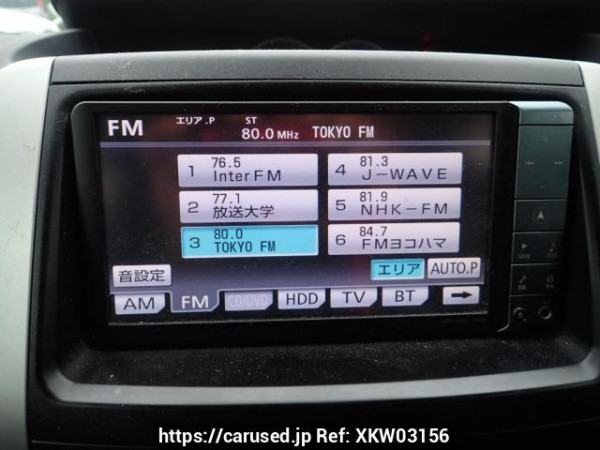 FM エリア.P ST
80.0 MHz TOKYO FM
1 76.5 InterFM
4 81.3 J-WAVE
2 77.1 放送大学
5 81.9 NHK-FM
3 80.0 TOKYO FM
6 84.7 FMヨコハマ
エリア AUTO.P
音設定
AM FM CD/DVD HDD TV BT
https://carused.jp Ref: XKW03156